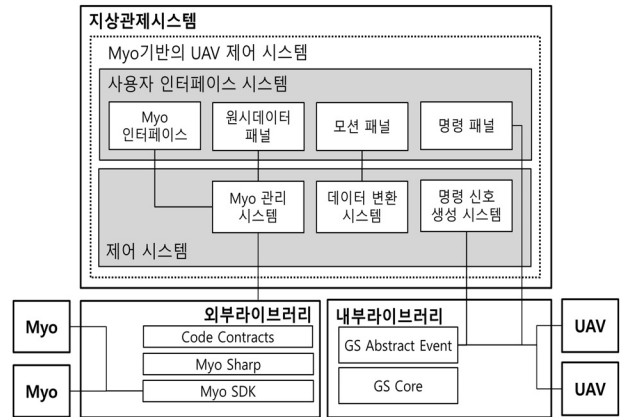 지상관제시스템
Myo기반의 UAV 제어 시스템
사용자 인터페이스 시스템
Myo
인터페이스
원시데이터
패널
모션 패널
명령 패널
Myo 관리
시스템
데이터 변환
시스템
명령 신호
생성 시스템
제어 시스템
Myo
Myo
외부라이브러리
Code Contracts
Myo Sharp
Myo SDK
내부라이브러리
GS Abstract Event
GS Core
UAV
UAV